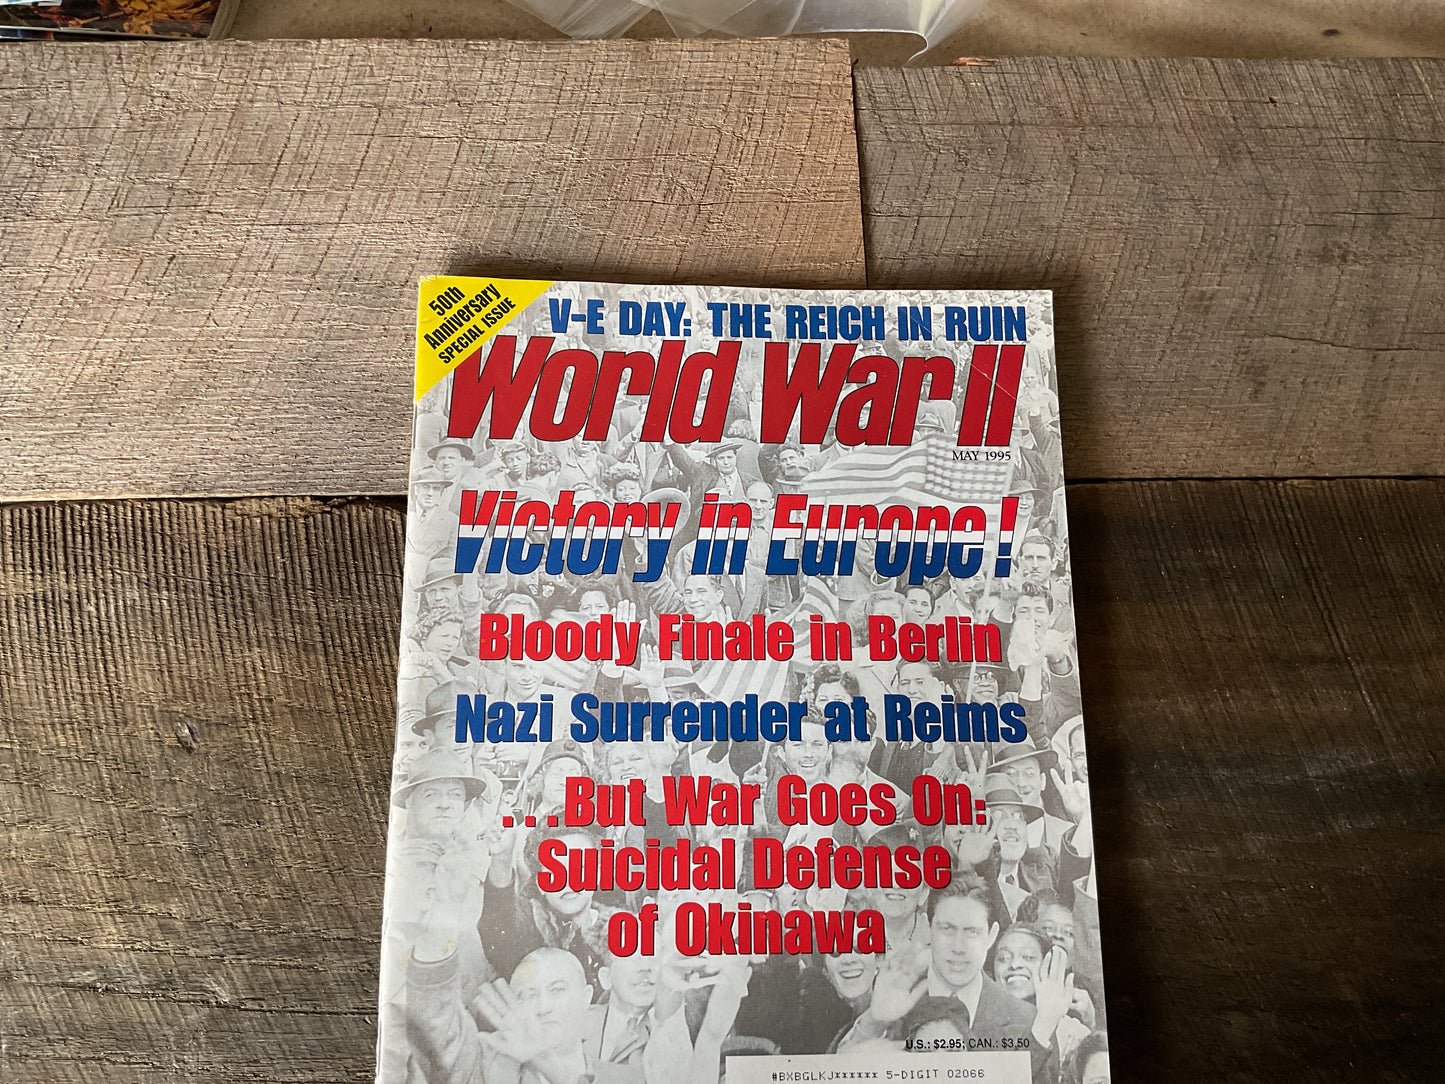 50th
Anniversary
SPECIAL ISSUE
V-E DAY: THE REICH IN RUIN
World War II
MAY 1995
Victory in Europe!
Bloody Finale in Berlin
Nazi Surrender at Reims
...But War Goes On:
Suicidal Defense
of Okinawa
U.S.: $2.95; CAN.: $3.50
#BXBGLKJ****** 5-DIGIT 02066